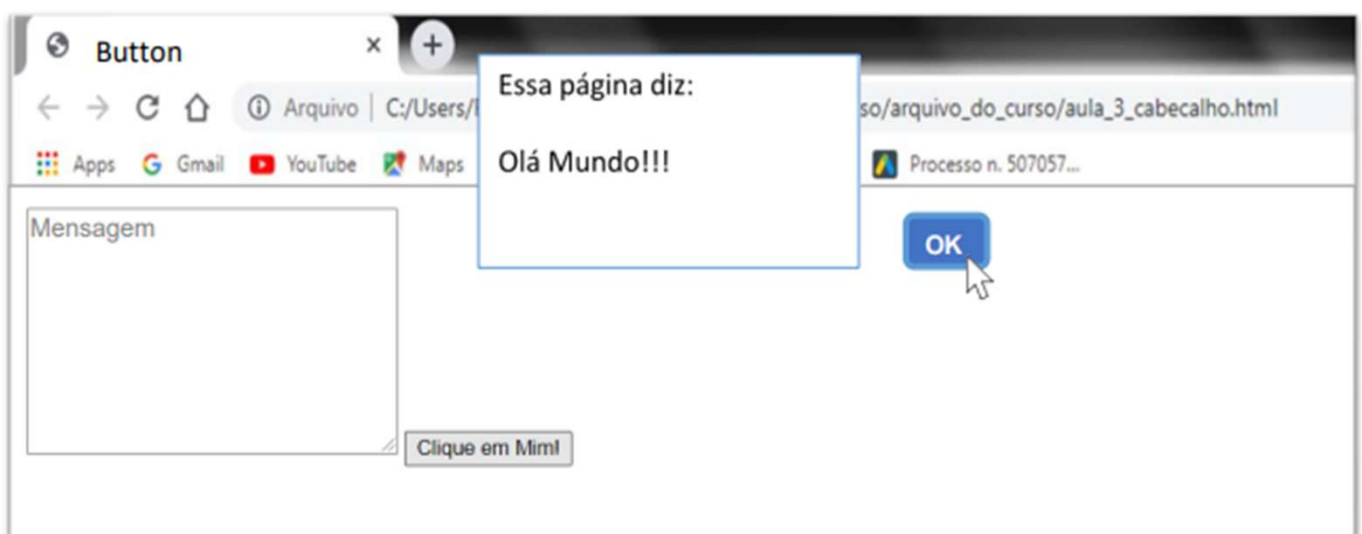 Button
Essa página diz:
Arquivo | C:/Users/ so/arquivo_do_curso/aula_3_cabecalho.html
Olá Mundo!!!
Apps Gmail YouTube Maps Processo n. 507057...
Mensagem
OK
Clique em Mim!